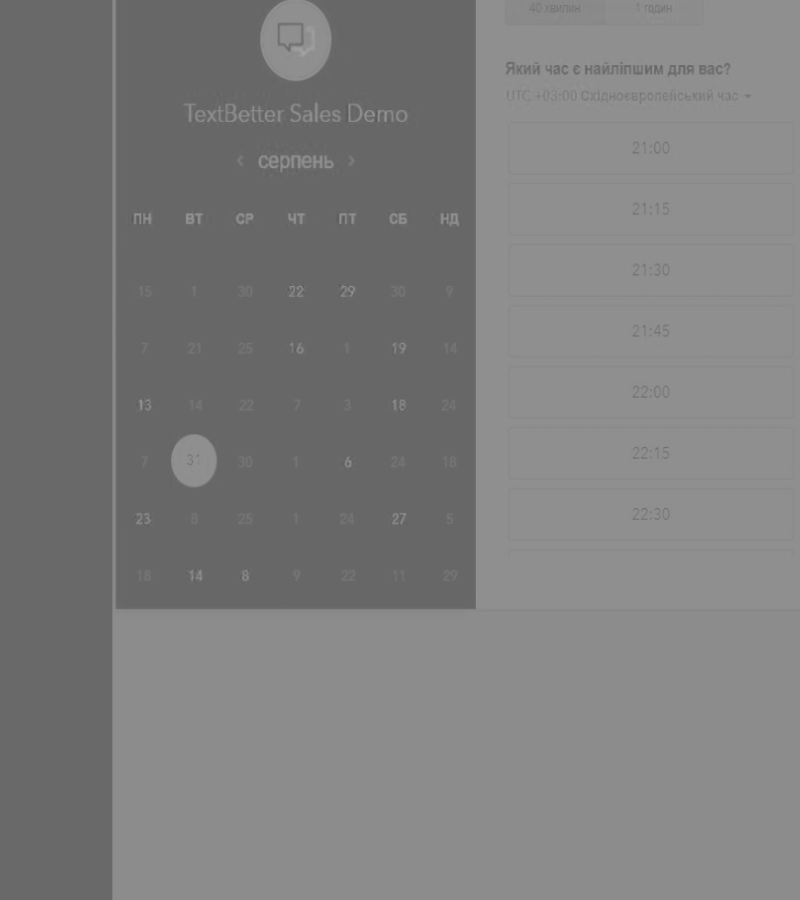 40 хвилин 1 годин
TextBetter Sales Demo
серпень
ПН ВТ СР ЧТ ПТ СБ НД
15 1 30 22 29 30 9
7 21 25 16 1 19 14
13 14 22 7 3 18 24
7 31 30 1 6 24 18
23 8 25 1 24 27 5
18 14 8 9 22 11 29
Який час є найліпшим для вас?
UTC +03:00 Східноєвропейський час
21:00
21:15
21:30
21:45
22:00
22:15
22:30